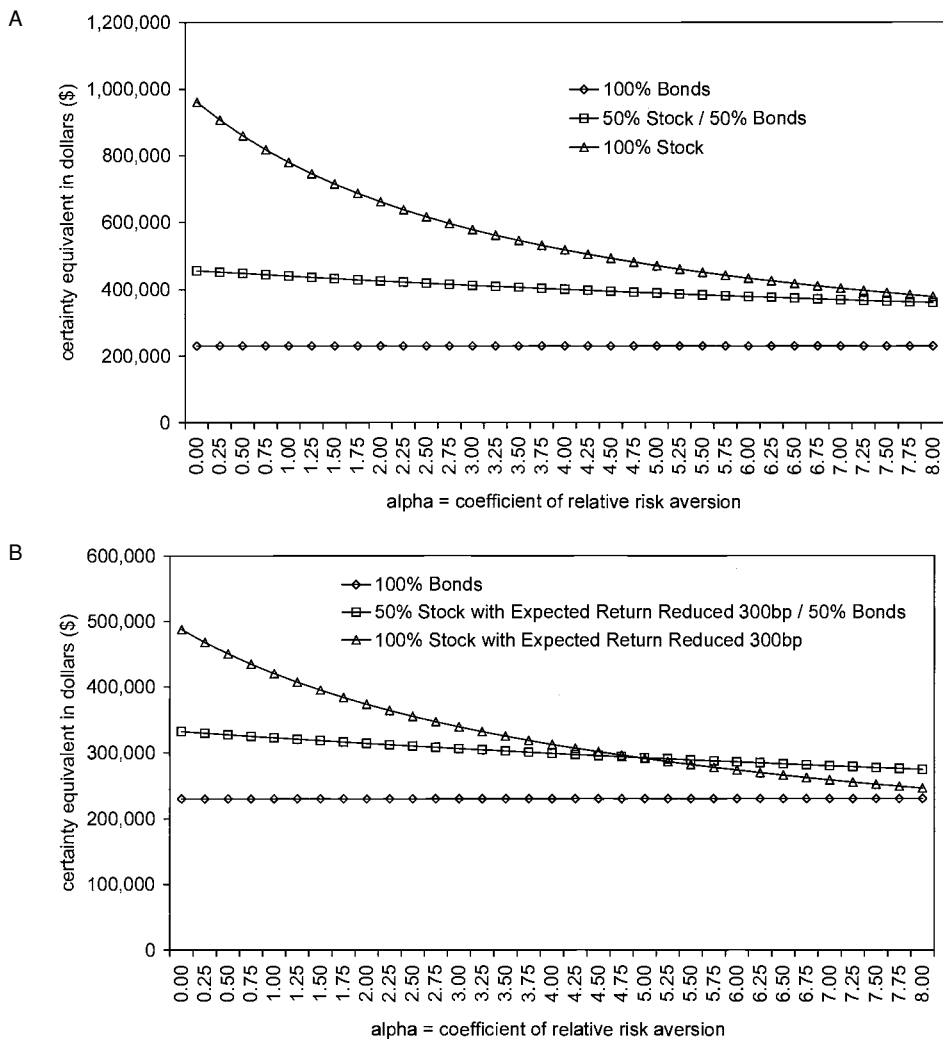 A
1,200,000
1,000,000
800,000
600,000
400,000
200,000
0
certainty equivalent in dollars ($)
100% Bonds
50% Stock / 50% Bonds
100% Stock
0.00 0.25 0.50 0.75 1.00 1.25 1.50 1.75 2.00 2.25 2.50 2.75 3.00 3.25 3.50 3.75 4.00 4.25 4.50 4.75 5.00 5.25 5.50 5.75 6.00 6.25 6.50 6.75 7.00 7.25 7.50 7.75 8.00
alpha = coefficient of relative risk aversion
B
600,000
500,000
400,000
300,000
200,000
100,000
0
certainty equivalent in dollars ($)
100% Bonds
50% Stock with Expected Return Reduced 300bp / 50% Bonds
100% Stock with Expected Return Reduced 300bp
0.00 0.25 0.50 0.75 1.00 1.25 1.50 1.75 2.00 2.25 2.50 2.75 3.00 3.25 3.50 3.75 4.00 4.25 4.50 4.75 5.00 5.25 5.50 5.75 6.00 6.25 6.50 6.75 7.00 7.25 7.50 7.75 8.00
alpha = coefficient of relative risk aversion